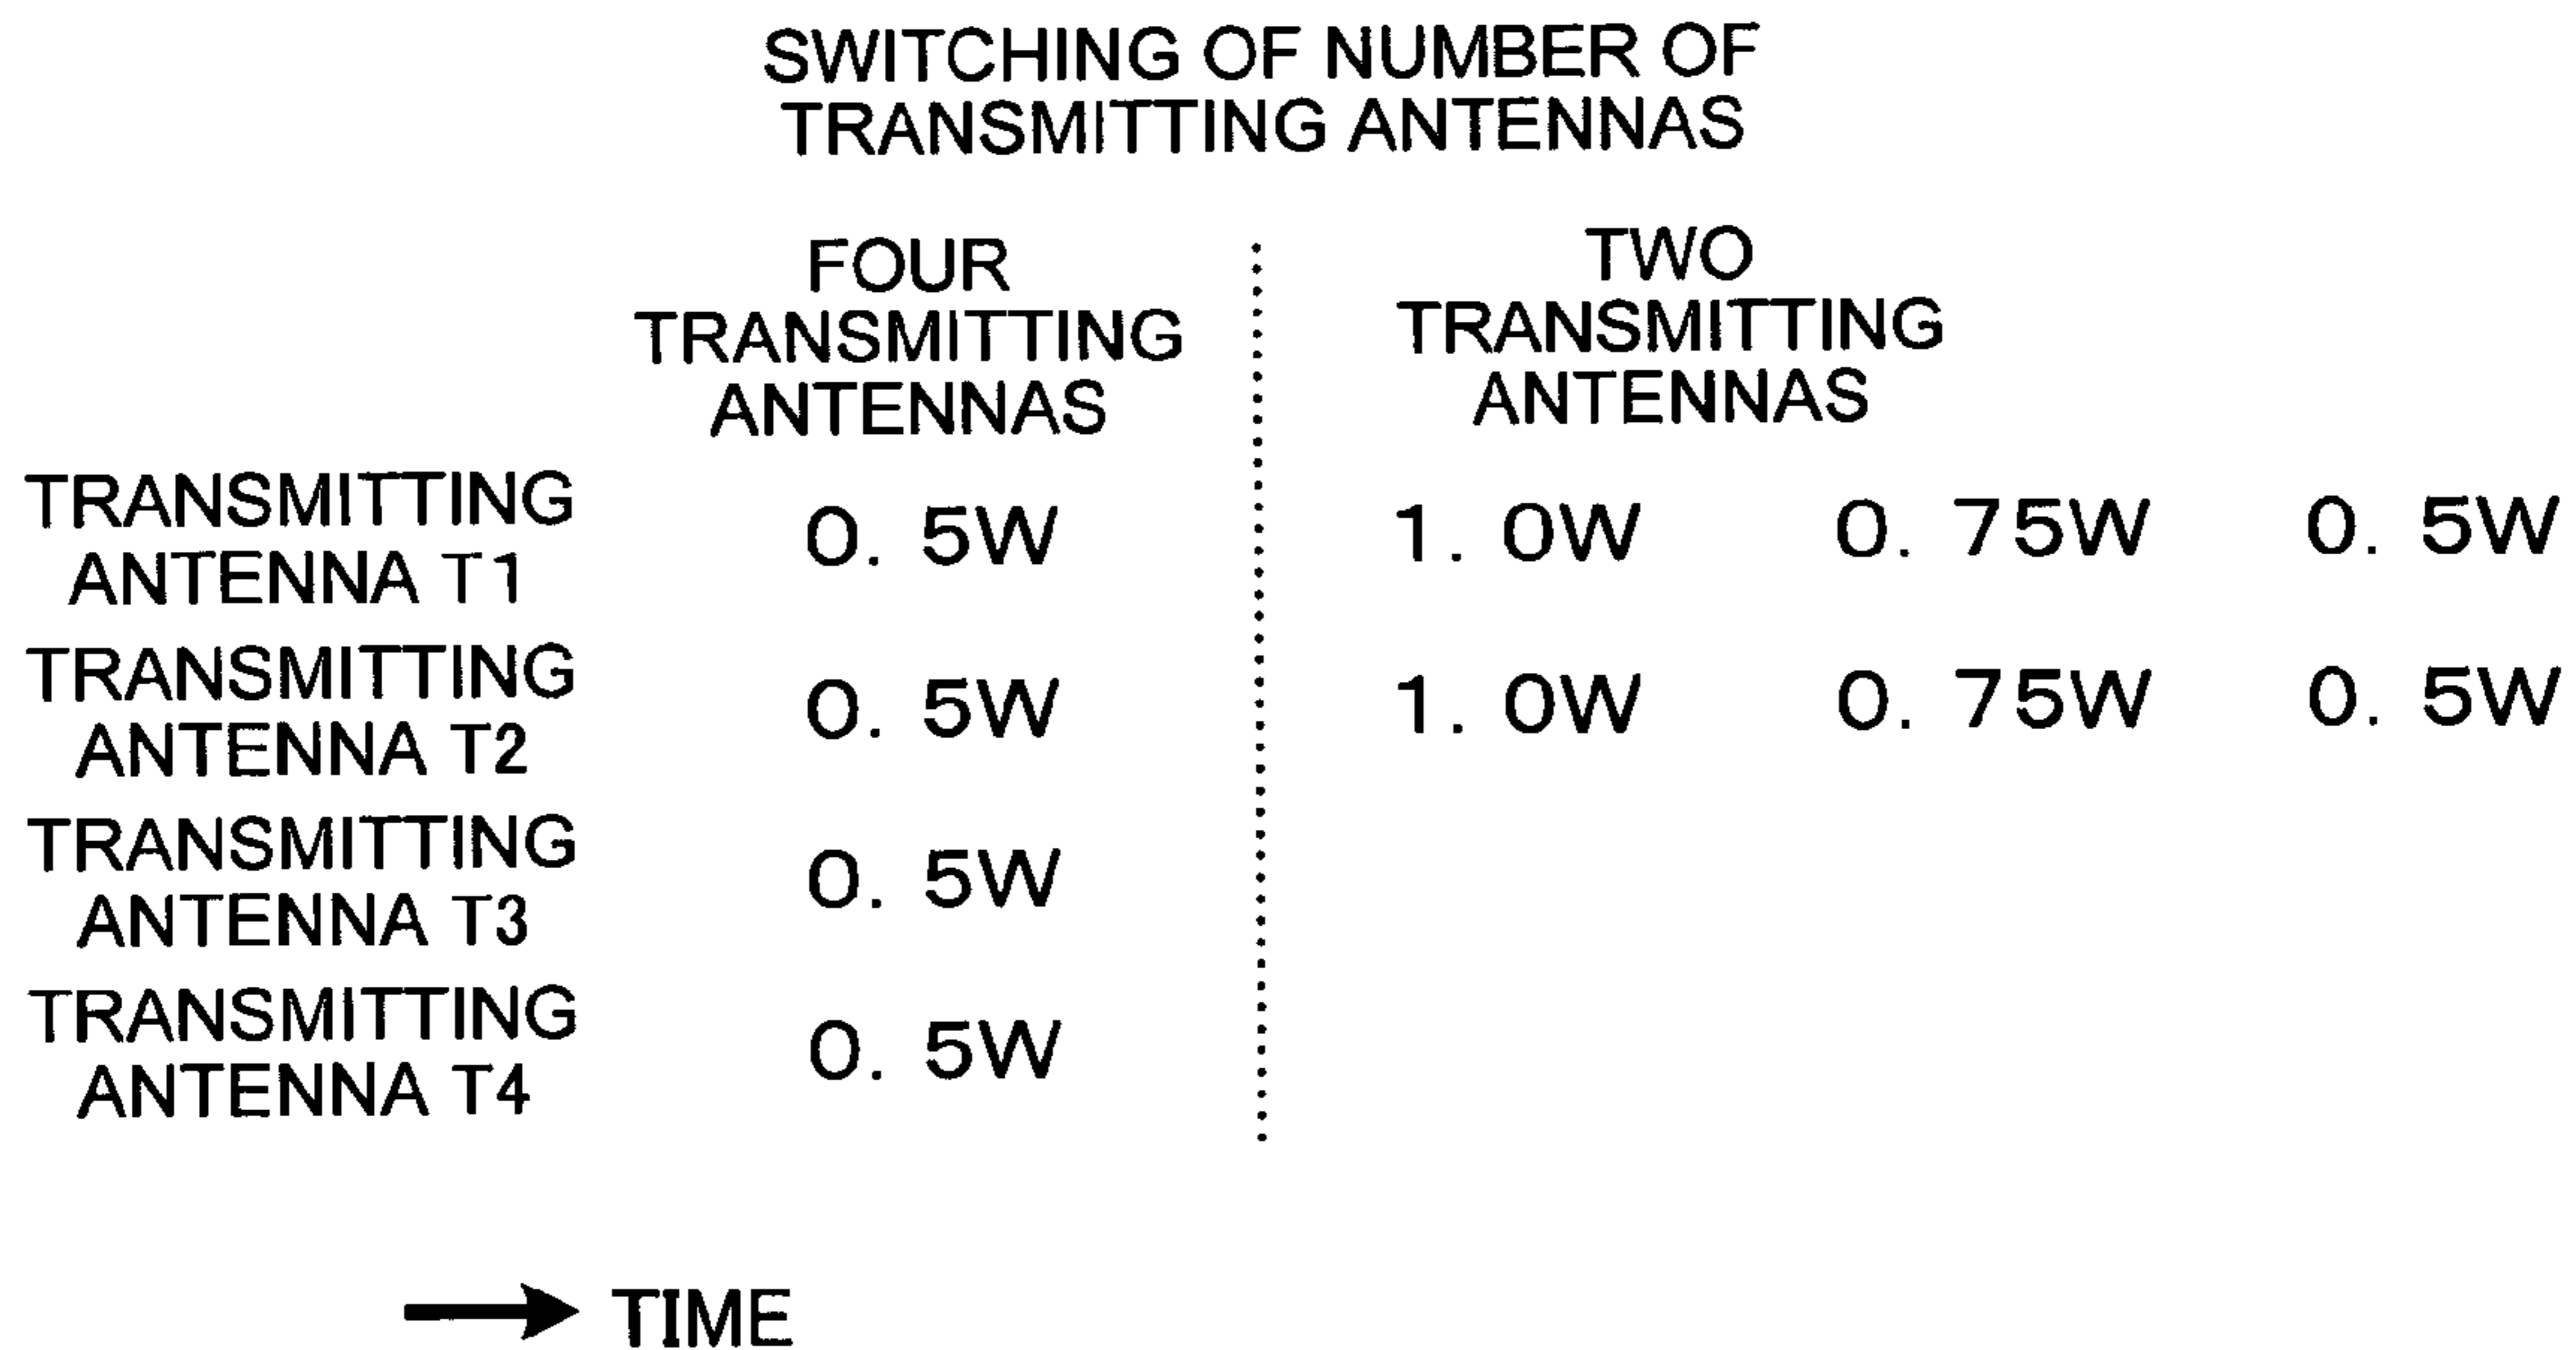 SWITCHING OF NUMBER OF
TRANSMITTING ANTENNAS
FOUR
TRANSMITTING
ANTENNAS
TWO
TRANSMITTING
ANTENNAS
TRANSMITTING
ANTENNA T1
0. 5W 1. 0W 0. 75W 0. 5W
TRANSMITTING
ANTENNA T2
0. 5W 1. 0W 0. 75W 0. 5W
TRANSMITTING
ANTENNA T3
0. 5W
TRANSMITTING
ANTENNA T4
0. 5W
TIME